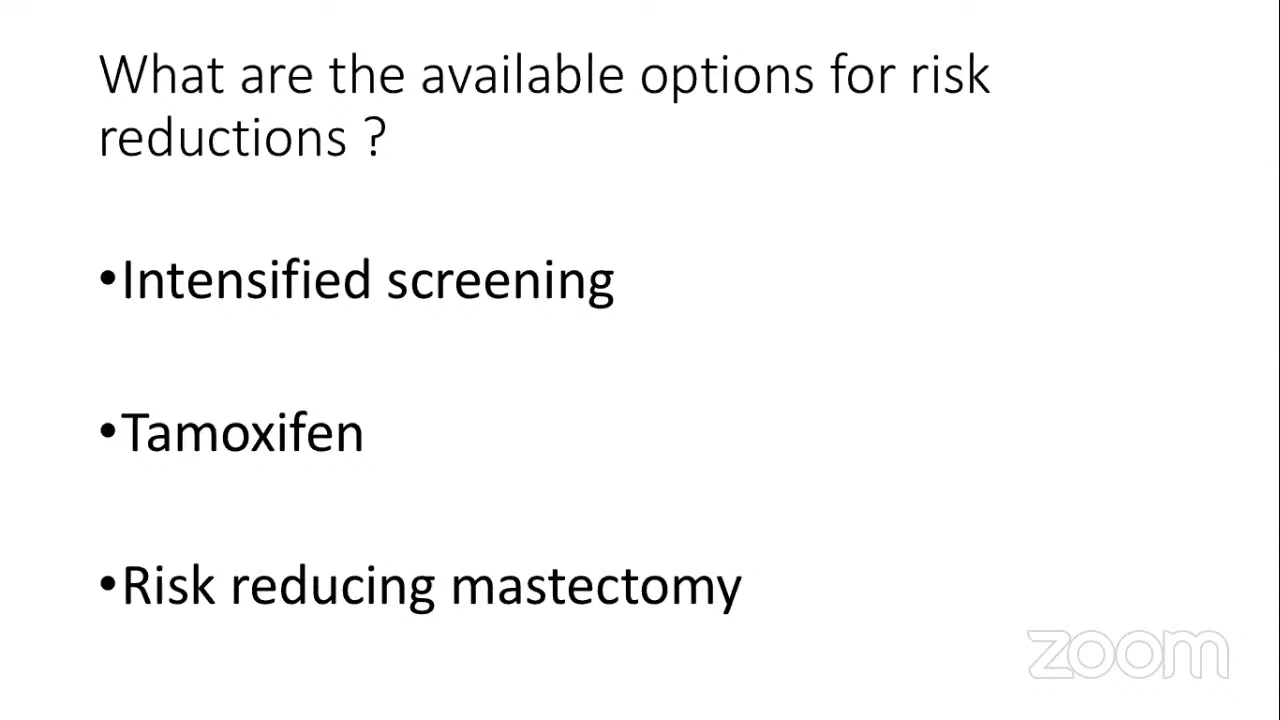 What are the available options for risk
reductions ?
•Intensified screening
•Tamoxifen
•Risk reducing mastectomy
zoom